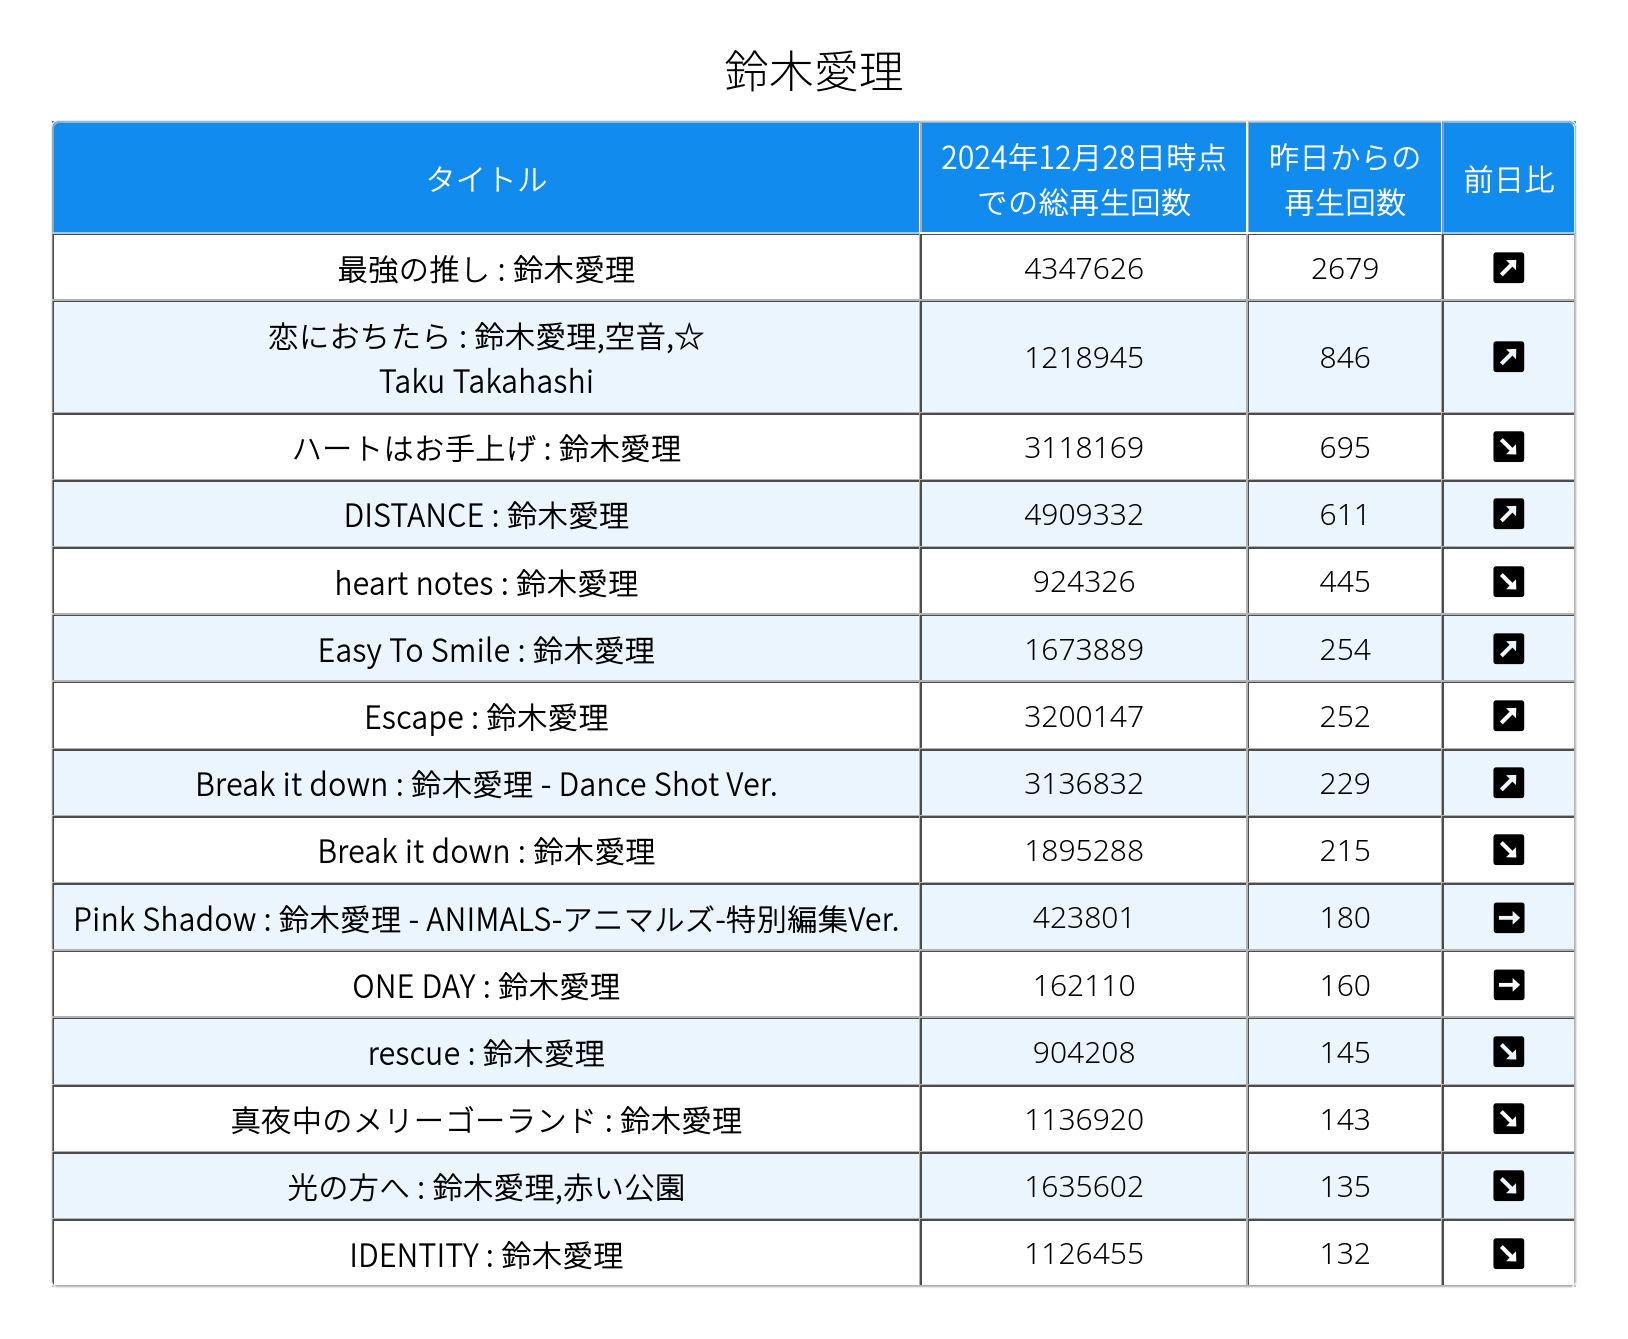 鈴木愛理
タイトル
2024年12月28日時点
での総再生回数
昨日からの
再生回数
前日比
最強の推し : 鈴木愛理 4347626 2679 ↗
恋におちたら : 鈴木愛理,空音,☆
Taku Takahashi 1218945 846 ↗
ハートはお手上げ : 鈴木愛理 3118169 695 ↘
DISTANCE : 鈴木愛理 4909332 611 ↗
heart notes : 鈴木愛理 924326 445 ↘
Easy To Smile : 鈴木愛理 1673889 254 ↗
Escape : 鈴木愛理 3200147 252 ↗
Break it down : 鈴木愛理 - Dance Shot Ver. 3136832 229 ↗
Break it down : 鈴木愛理 1895288 215 ↘
Pink Shadow : 鈴木愛理 - ANIMALS-アニマルズ-特別編集Ver. 423801 180 →
ONE DAY : 鈴木愛理 162110 160 →
rescue : 鈴木愛理 904208 145 ↘
真夜中のメリーゴーランド : 鈴木愛理 1136920 143 ↘
光の方へ : 鈴木愛理,赤い公園 1635602 135 ↘
IDENTITY : 鈴木愛理 1126455 132 ↘